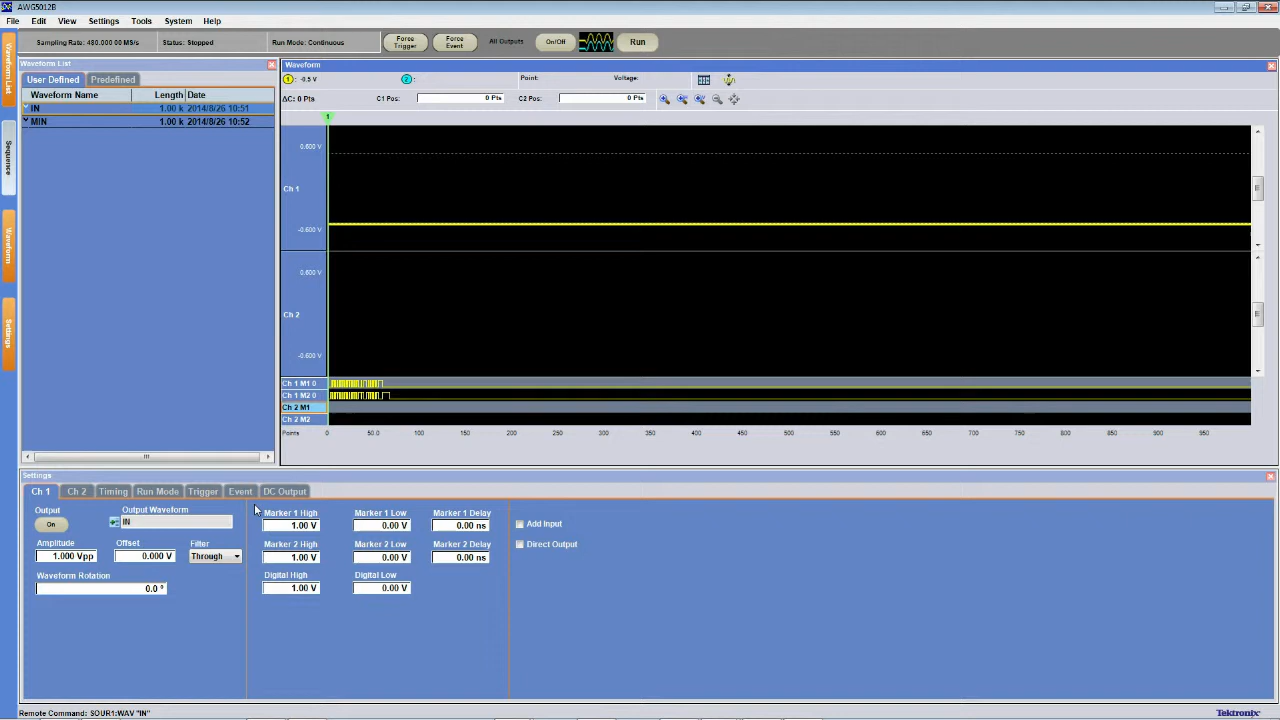 AWG5012B
File Edit View Settings Tools System Help
Sampling Rate: 480.000 00 MS/s Status: Stopped Run Mode: Continuous Force Trigger Force Event All Outputs On/Off Run
Waveform List
User Defined Predefined
Waveform Name Length Date
IN 1.00 k 2014/8/26 10:51
MIN 1.00 k 2014/8/26 10:52
Waveform List
Sequence
Waveform
Settings
Waveform
1 -0.5 V 2 : Point: Voltage:
ΔC: 0 Pts C1 Pos: 0 Pts C2 Pos: 0 Pts
1
0.600 V
Ch 1
-0.600 V
0.600 V
Ch 2
-0.600 V
Ch 1 M1 0
Ch 1 M2 0
Ch 2 M1
Ch 2 M2
Points 0 50.0 100 150 200 250 300 350 400 450 500 550 600 650 700 750 800 850 900 950
Settings
Ch 1 Ch 2 Timing Run Mode Trigger Event DC Output
Output Output Waveform Marker 1 High Marker 1 Low Marker 1 Delay
On IN 1.00 V 0.00 V 0.00 ns Add Input
Amplitude Offset Filter Marker 2 High Marker 2 Low Marker 2 Delay Direct Output
1.000 Vpp 0.000 V Through 1.00 V 0.00 V 0.00 ns
Waveform Rotation Digital High Digital Low
0.0 ° 1.00 V 0.00 V
Remote Command: SOUR1:WAV "IN" Tektronix